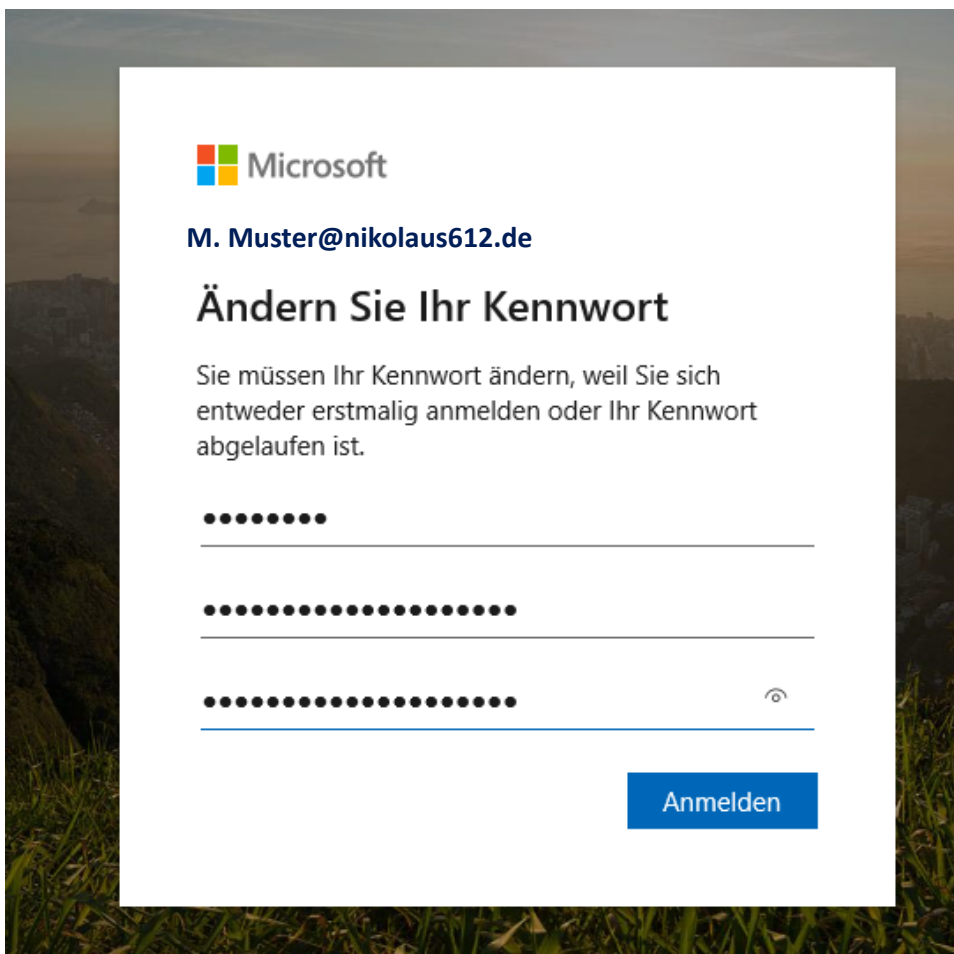 Microsoft
M. Muster@nikolaus612.de
Ändern Sie Ihr Kennwort
Sie müssen Ihr Kennwort ändern, weil Sie sich
entweder erstmalig anmelden oder Ihr Kennwort
abgelaufen ist.
••••••••
••••••••••••••••••••
••••••••••••••••••••
Anmelden